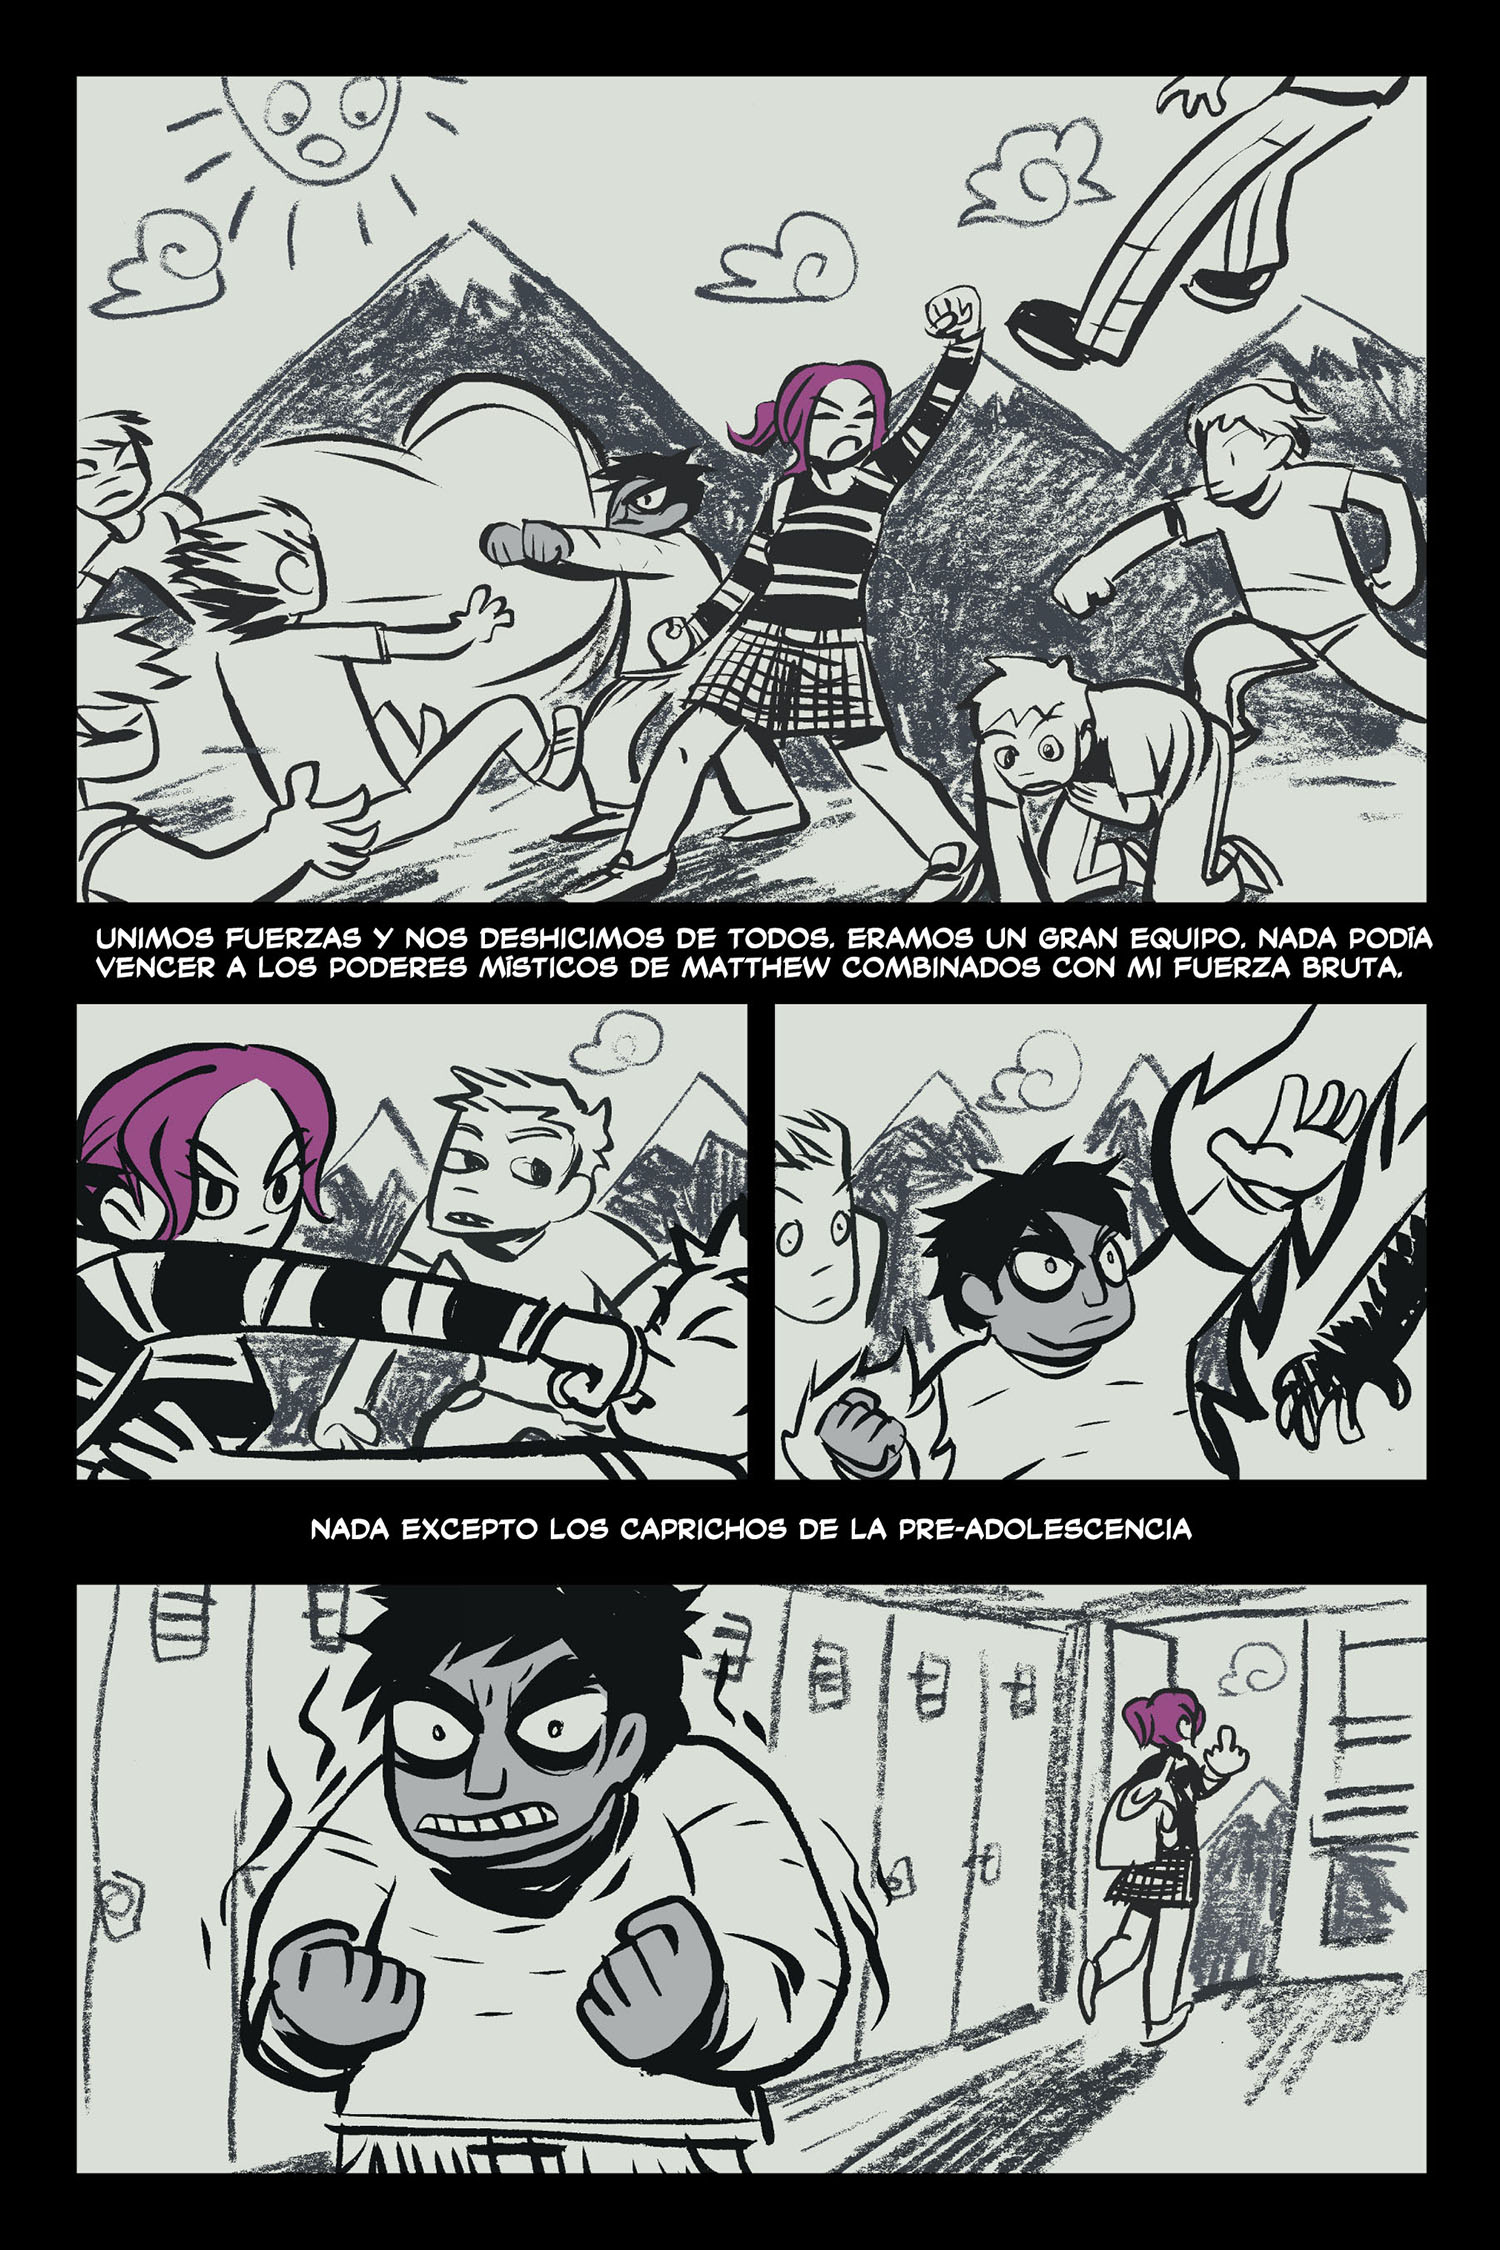 UNIMOS FUERZAS Y NOS DESHICIMOS DE TODOS. ERAMOS UN GRAN EQUIPO. NADA PODÍA
VENCER A LOS PODERES MÍSTICOS DE MATTHEW COMBINADOS CON MI FUERZA BRUTA.
NADA EXCEPTO LOS CAPRICHOS DE LA PRE-ADOLESCENCIA